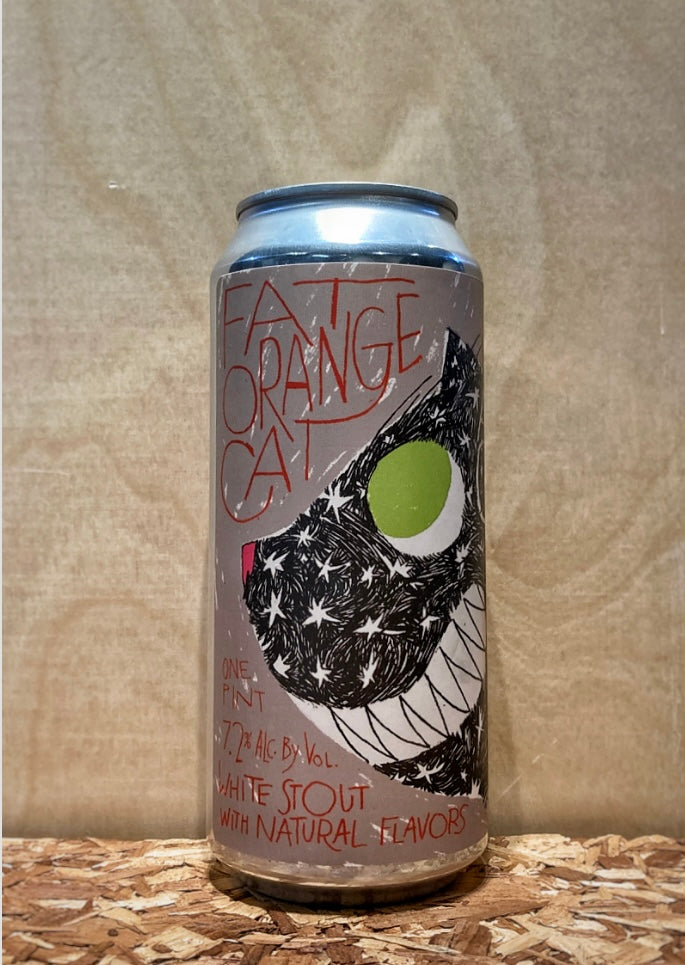 FAT
ORANGE
CAT
ONE
PINT
7.2% ALC. BY VOL.
WHITE STOUT
WITH NATURAL FLAVORS